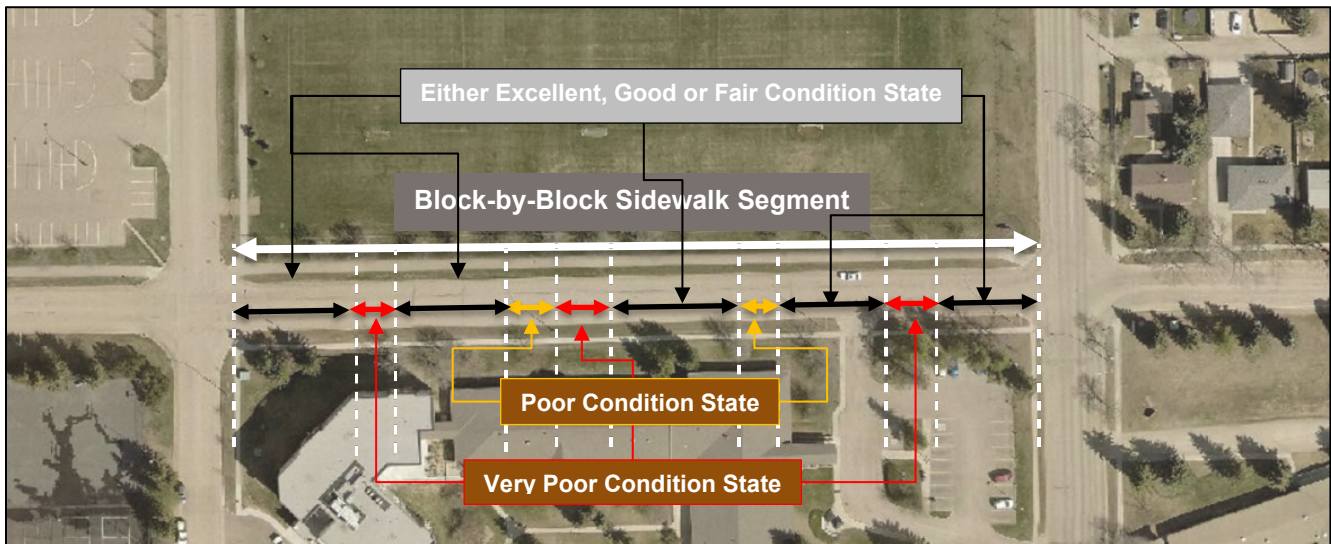 Either Excellent, Good or Fair Condition State
Block-by-Block Sidewalk Segment
Poor Condition State
Very Poor Condition State